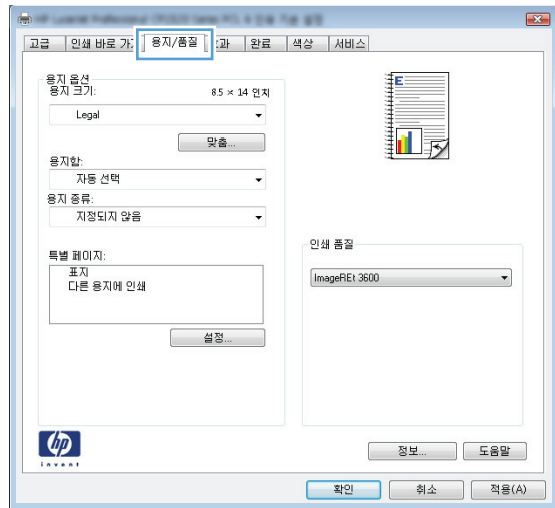 고급 인쇄 바로 가 용지/품질 과 완료 색상 서비스
용지 옵션
용지 크기: 8.5 × 14 인치
Legal
맞춤...
용지함:
자동 선택
용지 종류:
지정되지 않음
특별 페이지:
표지
다른 용지에 인쇄
설정...
E
인쇄 품질
ImageREt 3600
hp
invent
정보... 도움말
확인 취소 적용(A)